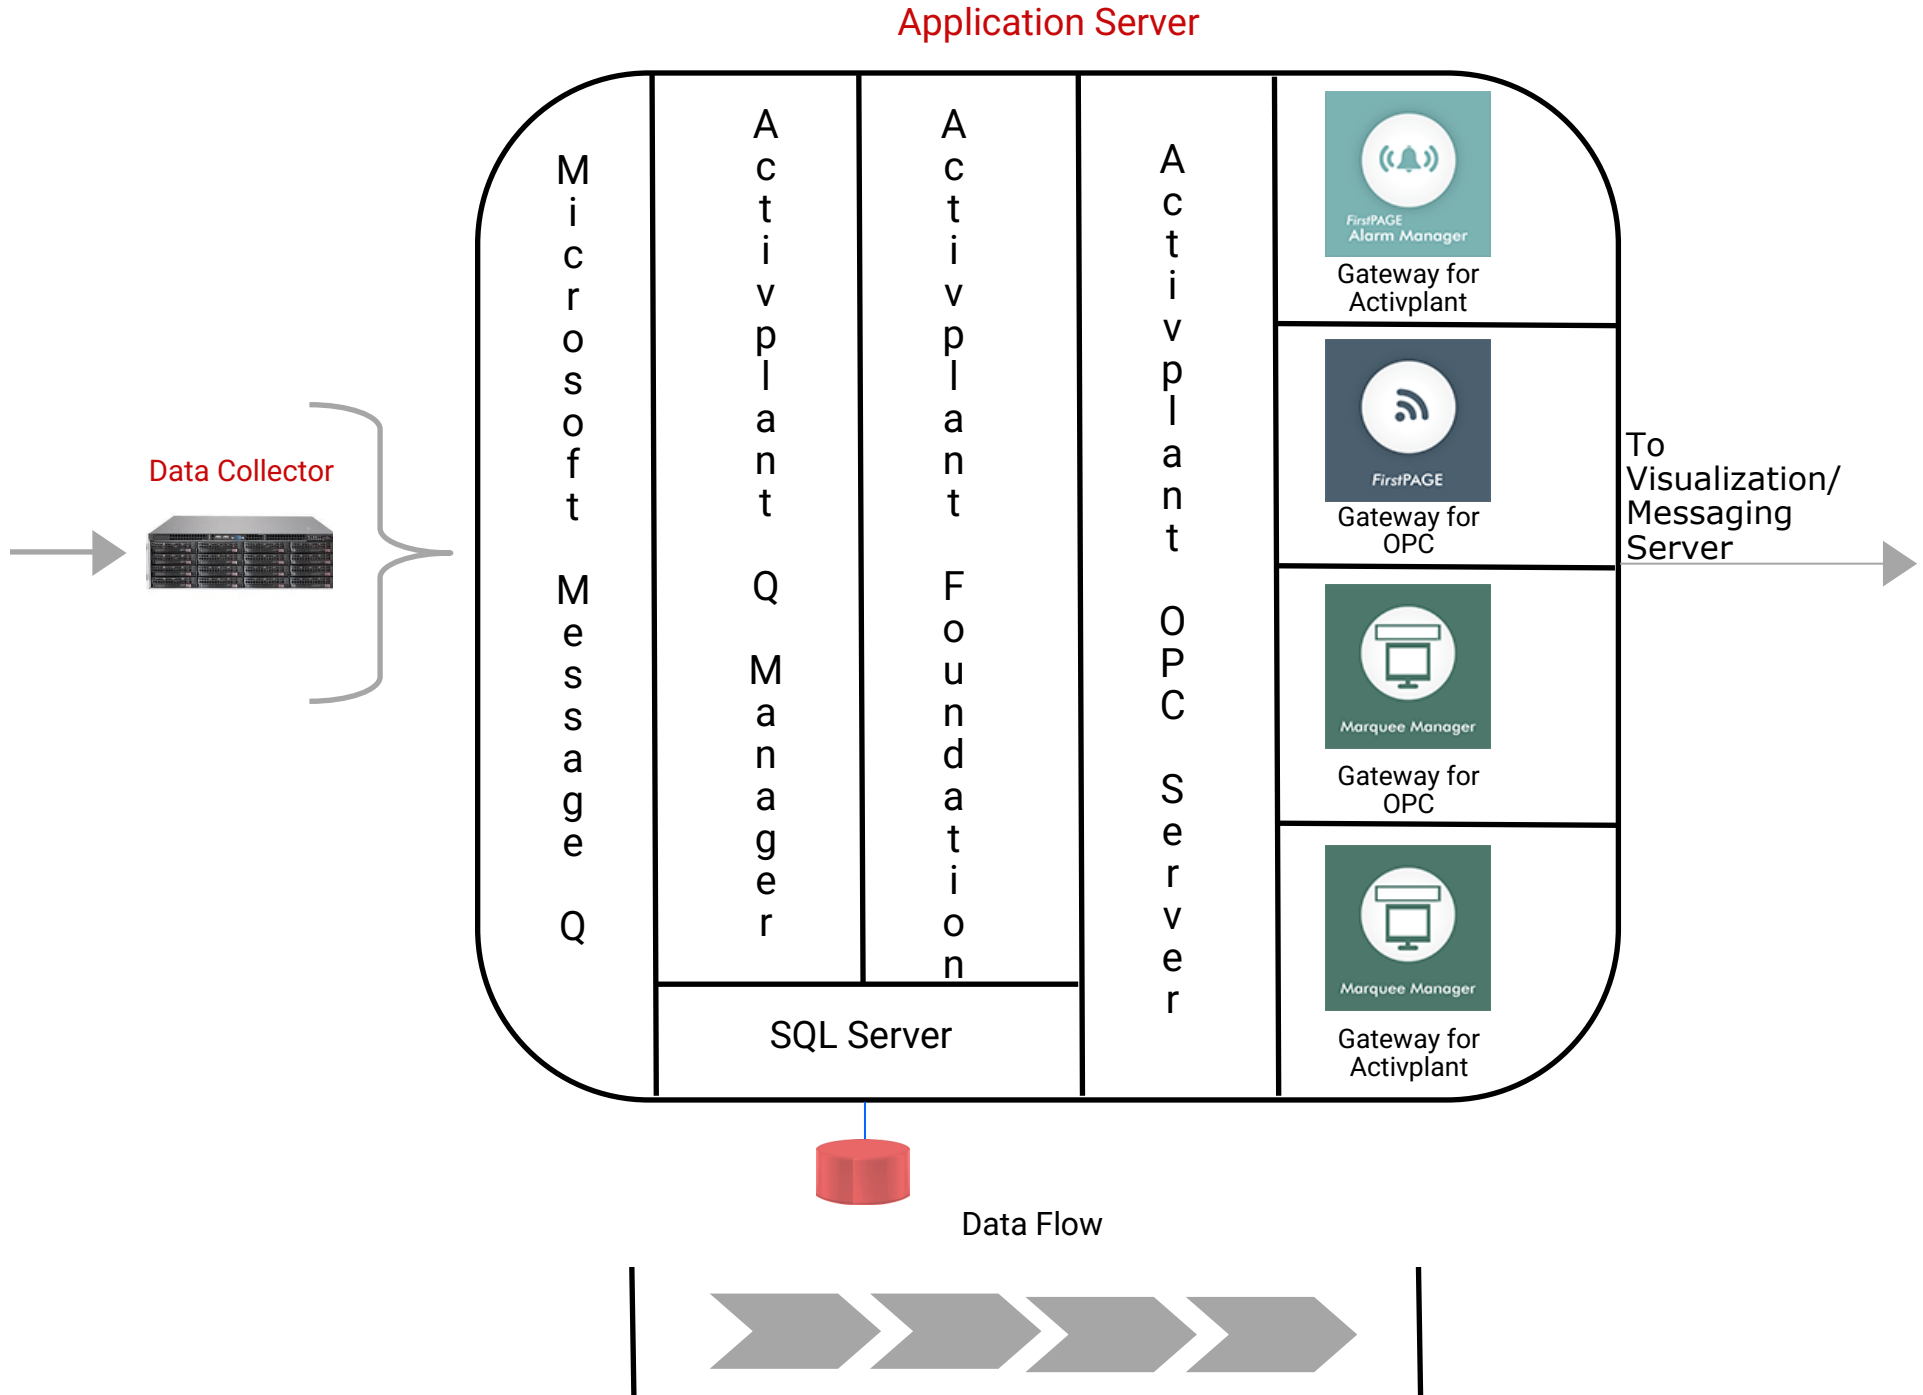 Application Server
Data Collector
Microsoft Message Q
Activplant Q Manager
Activplant Foundation
SQL Server
Activplant OPC Server
FirstPAGE
Alarm Manager
Gateway for
Activplant
FirstPAGE
Gateway for
OPC
Marquee Manager
Gateway for
OPC
Marquee Manager
Gateway for
Activplant
To
Visualization/
Messaging
Server
Data Flow